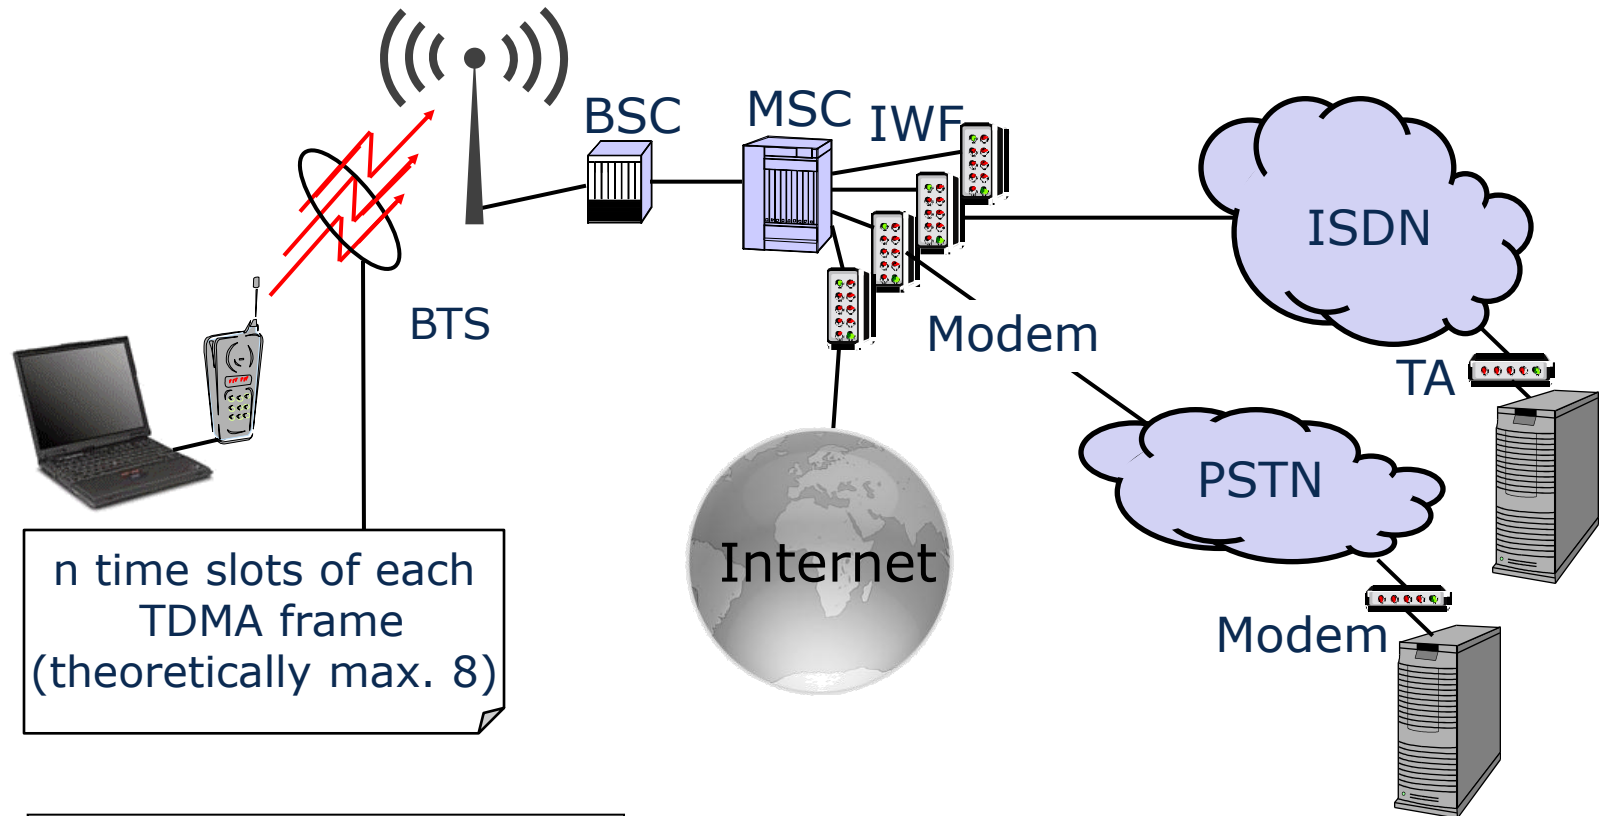 BSC
MSC
IWF
ISDN
BTS
Modem
TA
PSTN
Internet
n time slots of each
TDMA frame
(theoretically max. 8)
Modem